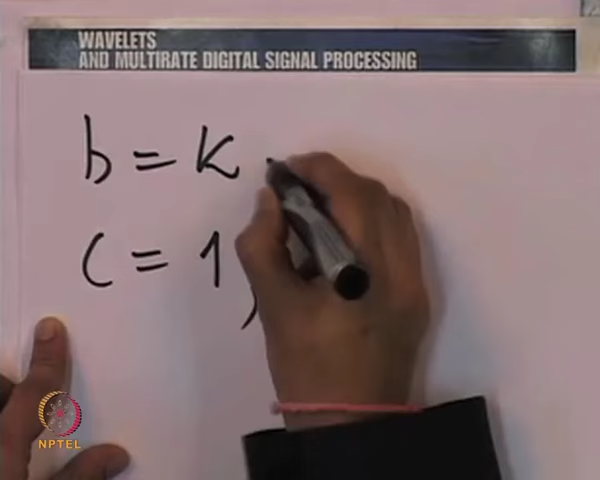 WAVELETS
AND MULTIRATE DIGITAL SIGNAL PROCESSING
b = K
c = 1,
NPTEL